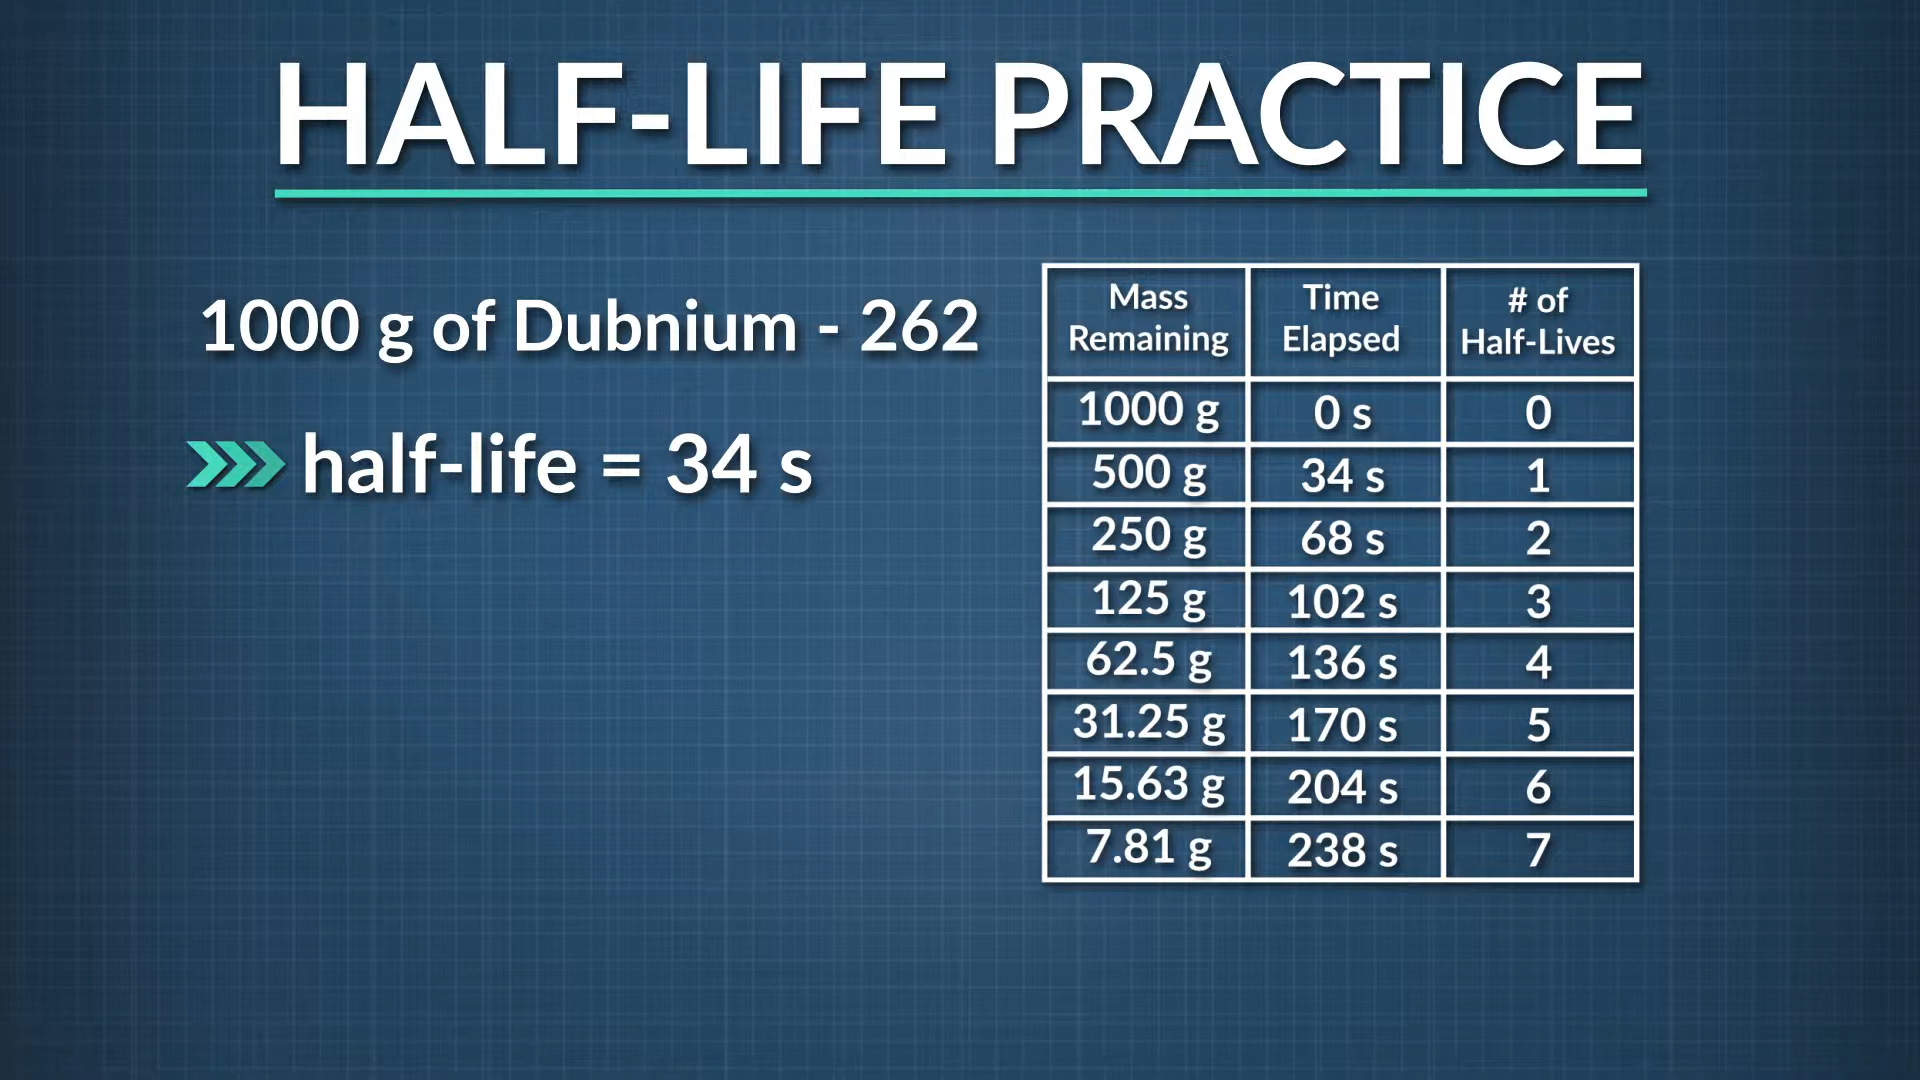 HALF-LIFE PRACTICE
1000 g of Dubnium - 262
half-life = 34 s
Mass Remaining Time Elapsed # of Half-Lives
1000 g 0 s 0
500 g 34 s 1
250 g 68 s 2
125 g 102 s 3
62.5 g 136 s 4
31.25 g 170 s 5
15.63 g 204 s 6
7.81 g 238 s 7